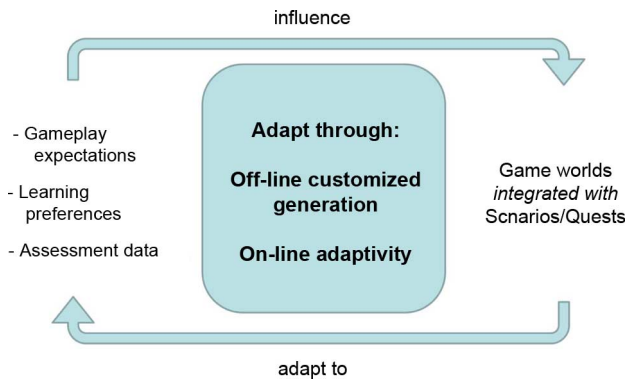 influence
- Gameplay
expectations
- Learning
preferences
- Assessment data
Adapt through:
Off-line customized
generation
On-line adaptivity
Game worlds
integrated with
Scnarios/Quests
adapt to